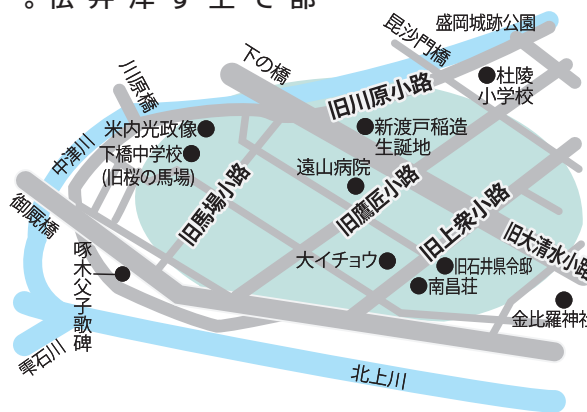 盛岡城跡公園
毘沙門橋
下の橋
川原橋
杜陵
小学校
旧川原小路
米内光政像
新渡戸稲造
生誕地
下橋中学校
(旧桜の馬場)
中津川
遠山病院
旧馬場小路
旧鷹匠小路
旧上衆小路
御厩橋
旧大清水小路
啄木父子歌碑
大イチョウ
旧石井県令邸
南昌荘
金比羅神社
雫石川
北上川